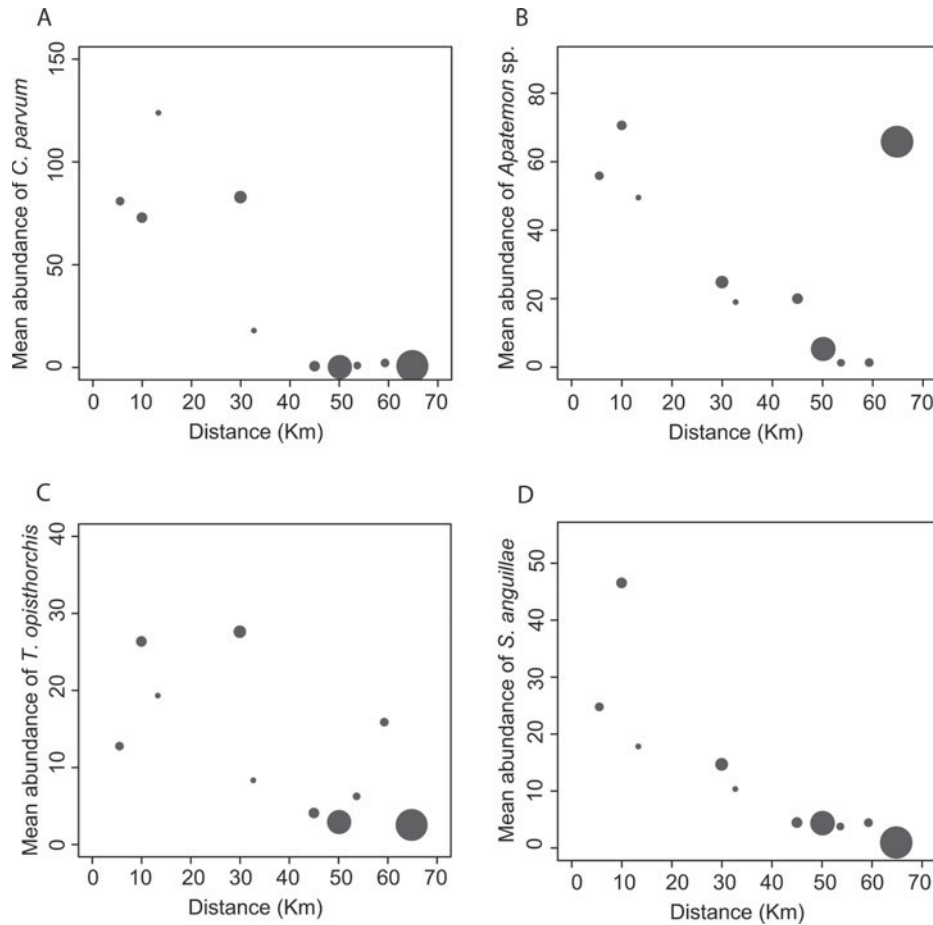 A
Mean abundance of C. parvum
150
100
50
0
0 10 20 30 40 50 60 70
Distance (Km)
B
Mean abundance of Apatemon sp.
80
60
40
20
0
0 10 20 30 40 50 60 70
Distance (Km)
C
Mean abundance of T. opisthorchis
40
30
20
10
0
0 10 20 30 40 50 60 70
Distance (Km)
D
Mean abundance of S. anguillae
50
40
30
20
10
0
0 10 20 30 40 50 60 70
Distance (Km)